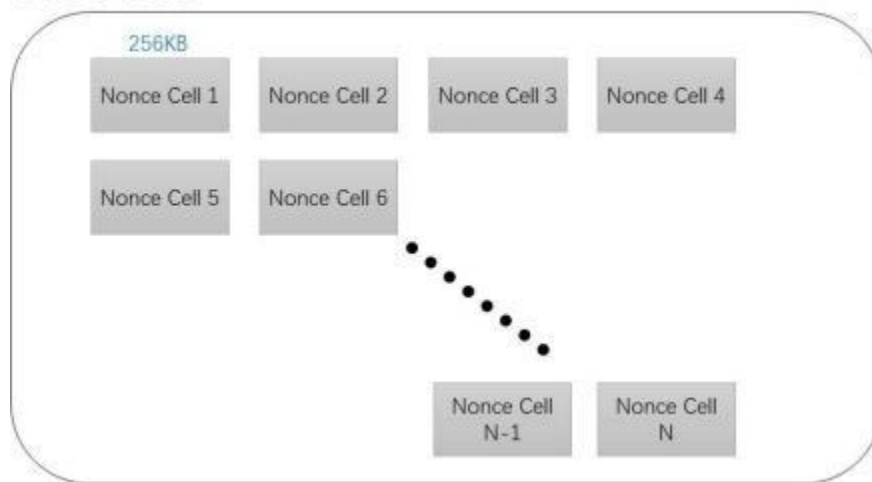 256KB
Nonce Cell 1
Nonce Cell 2
Nonce Cell 3
Nonce Cell 4
Nonce Cell 5
Nonce Cell 6
Nonce Cell
N-1
Nonce Cell
N